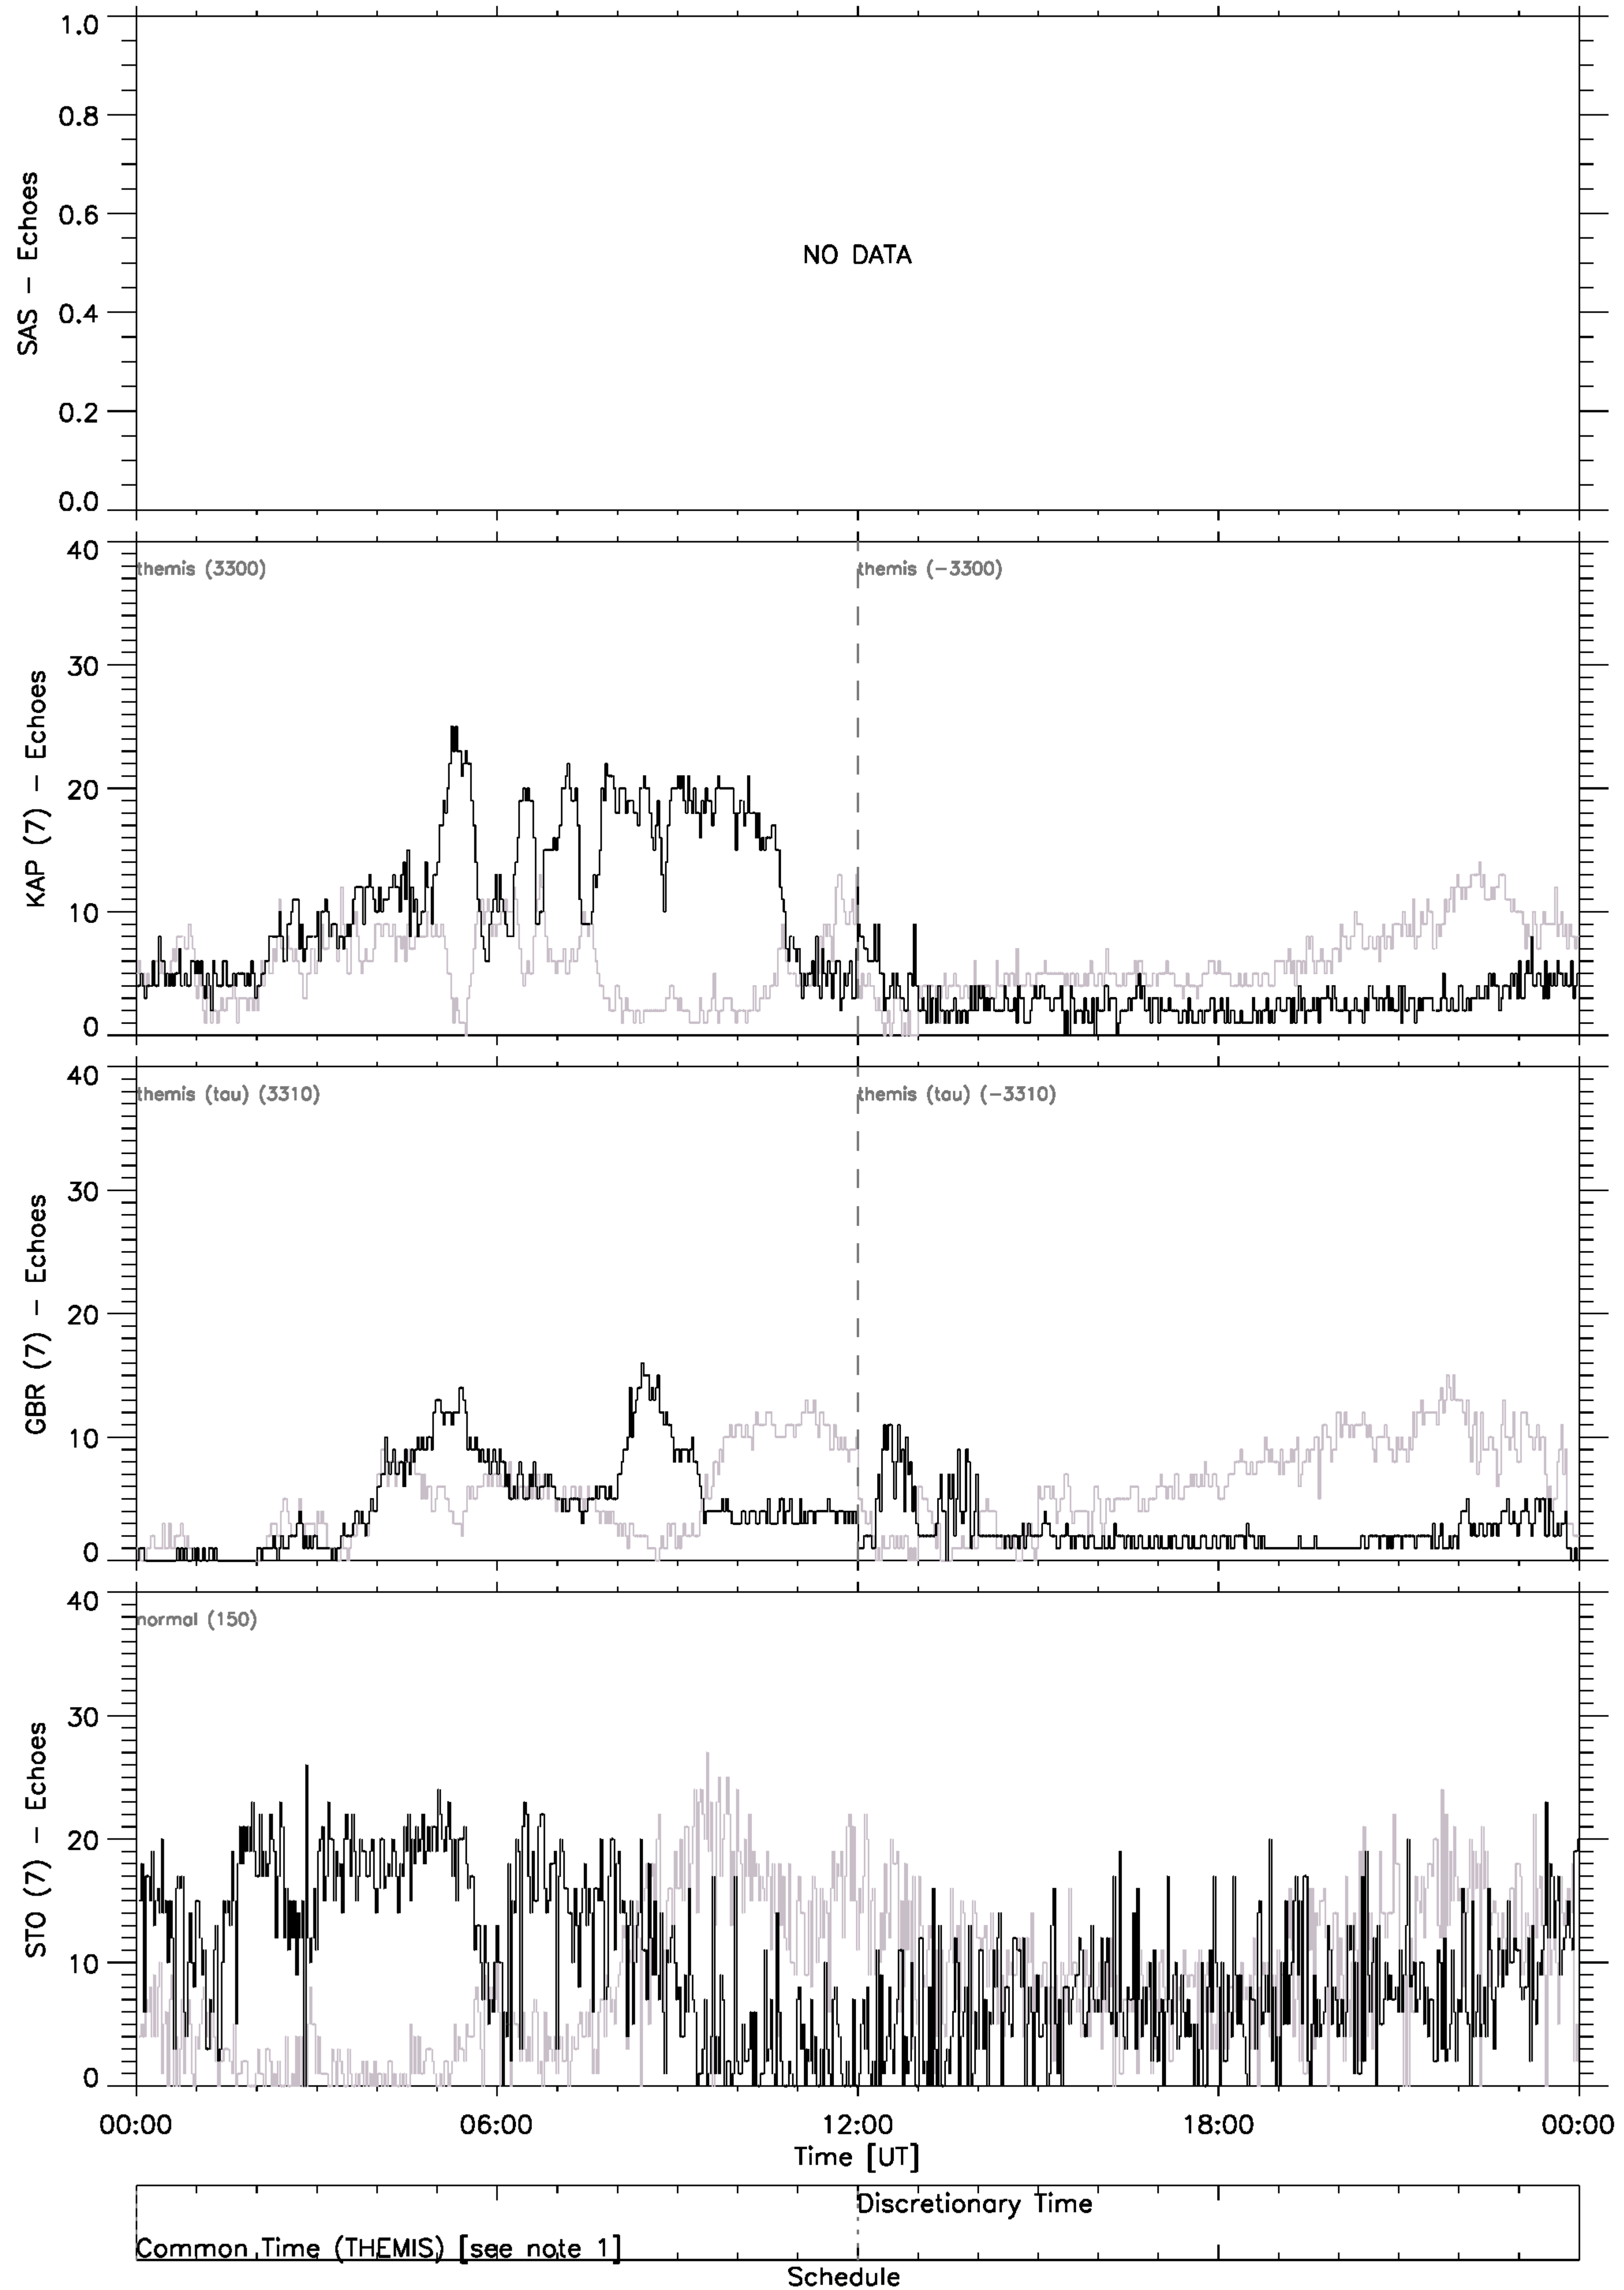 1.0
0.8
0.6
0.4
0.2
0.0
SAS – Echoes
NO DATA
40
30
20
10
0
KAP (7) – Echoes
themis (3300)
themis (−3300)
40
30
20
10
0
GBR (7) – Echoes
themis (tau) (3310)
themis (tau) (−3310)
40
30
20
10
0
STO (7) – Echoes
normal (150)
00:00
06:00
12:00
18:00
00:00
Time [UT]
Discretionary Time
Common Time (THEMIS) [see note 1]
Schedule